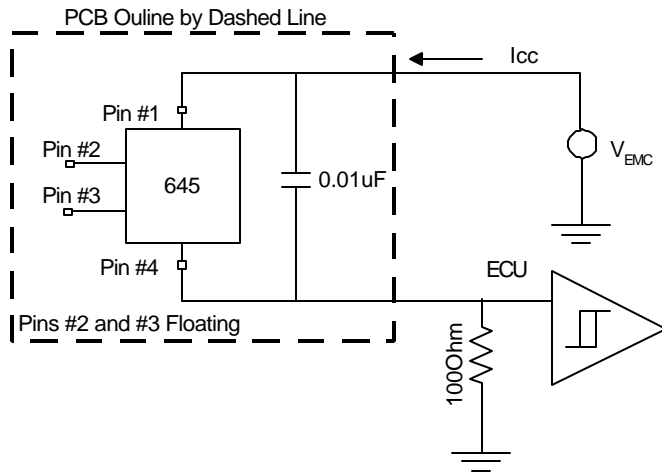 PCB Ouline by Dashed Line
Icc
Pin #1
Pin #2
VEMC
645
0.01uF
Pin #3
Pin #4
ECU
Pins #2 and #3 Floating
100Ohm